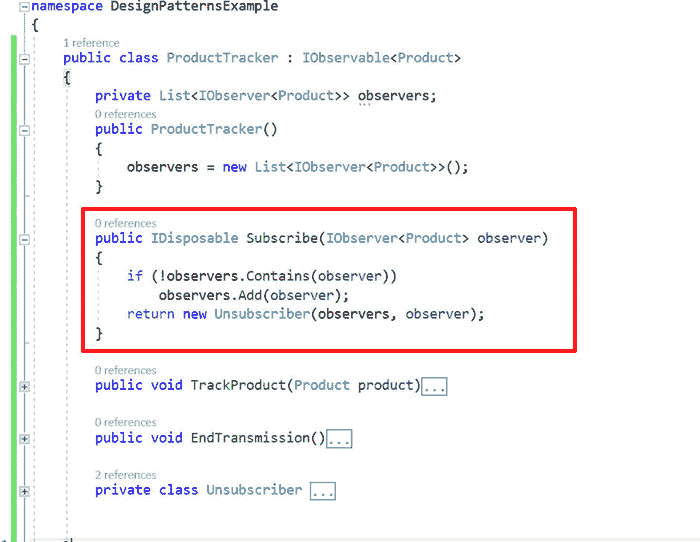 namespace DesignPatternsExample
{
1 reference
public class ProductTracker : IObservable<Product>
{
private List<IObserver<Product>> observers;
0 references
public ProductTracker()
{
observers = new List<IObserver<Product>>();
}
0 references
public IDisposable Subscribe(IObserver<Product> observer)
{
if (!observers.Contains(observer))
observers.Add(observer);
return new Unsubscriber(observers, observer);
}
0 references
public void TrackProduct(Product product)...
0 references
public void EndTransmission()...
2 references
private class Unsubscriber ...